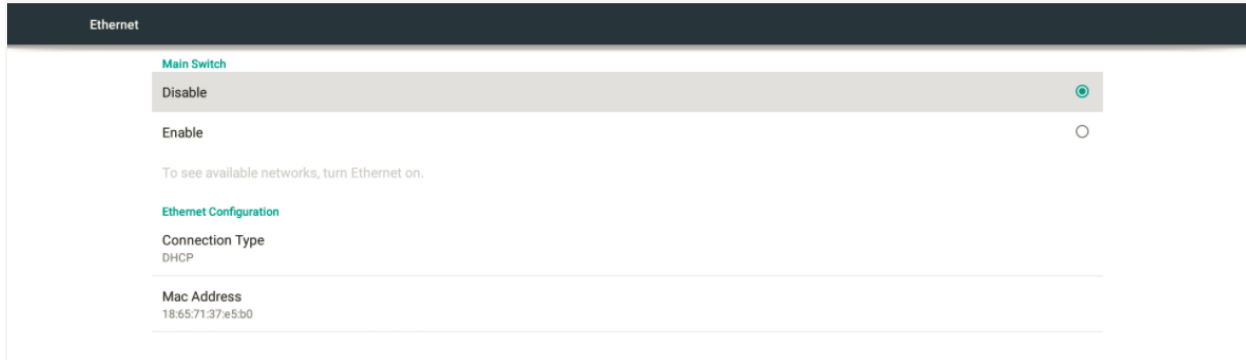 Ethernet
Main Switch
Disable
Enable
To see available networks, turn Ethernet on.
Ethernet Configuration
Connection Type
DHCP
Mac Address
18:65:71:37:e5:b0